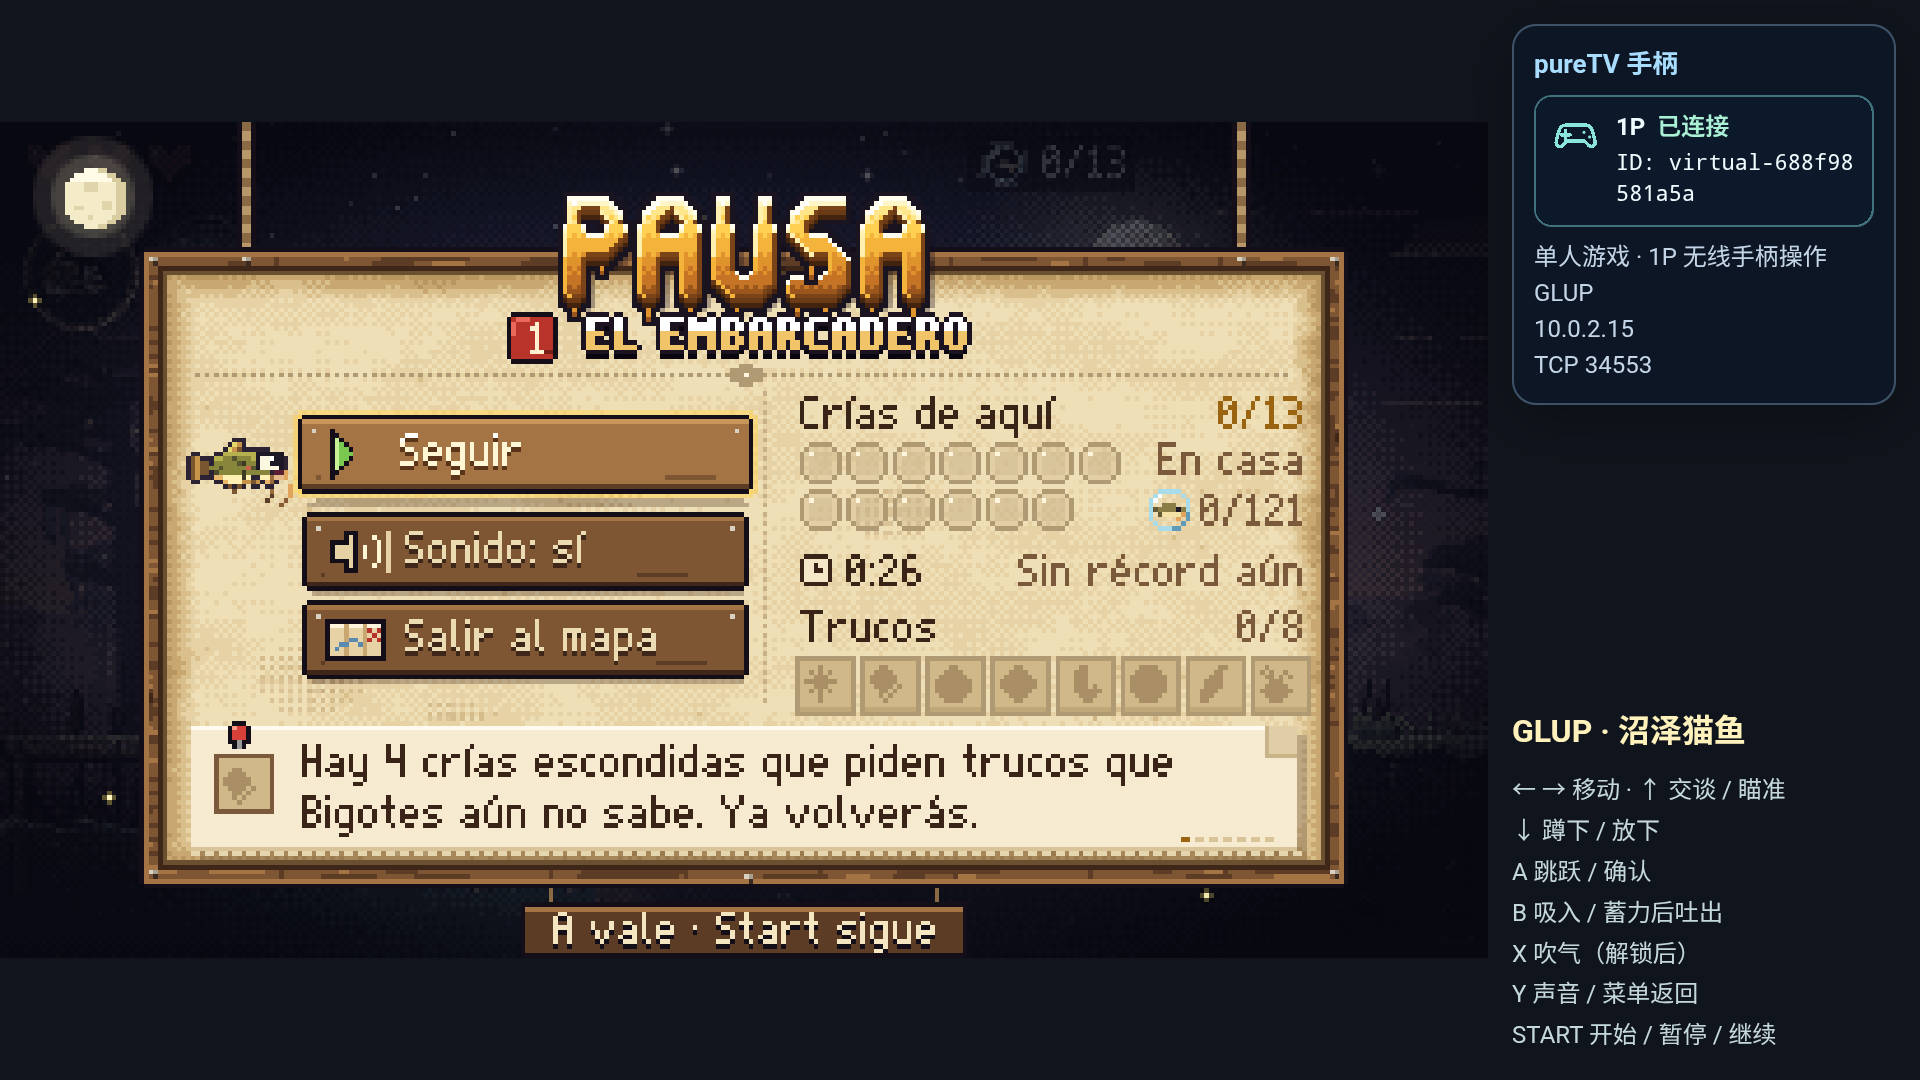 0/13
PAUSA
1 EL EMBARCADERO
Seguir
Sonido: sí
Salir al mapa
Crías de aquí 0/13
En casa
0/121
0:26 Sin récord aún
Trucos 0/8
Hay 4 crías escondidas que piden trucos que
Bigotes aún no sabe. Ya volverás.
A vale · Start sigue
pureTV 手柄
1P 已连接
ID: virtual-688f98
581a5a
单人游戏 · 1P 无线手柄操作
GLUP
10.0.2.15
TCP 34553
GLUP · 沼泽猫鱼
←→ 移动 · ↑ 交谈 / 瞄准
↓ 蹲下 / 放下
A 跳跃 / 确认
B 吸入 / 蓄力后吐出
X 吹气（解锁后）
Y 声音 / 菜单返回
START 开始 / 暂停 / 继续